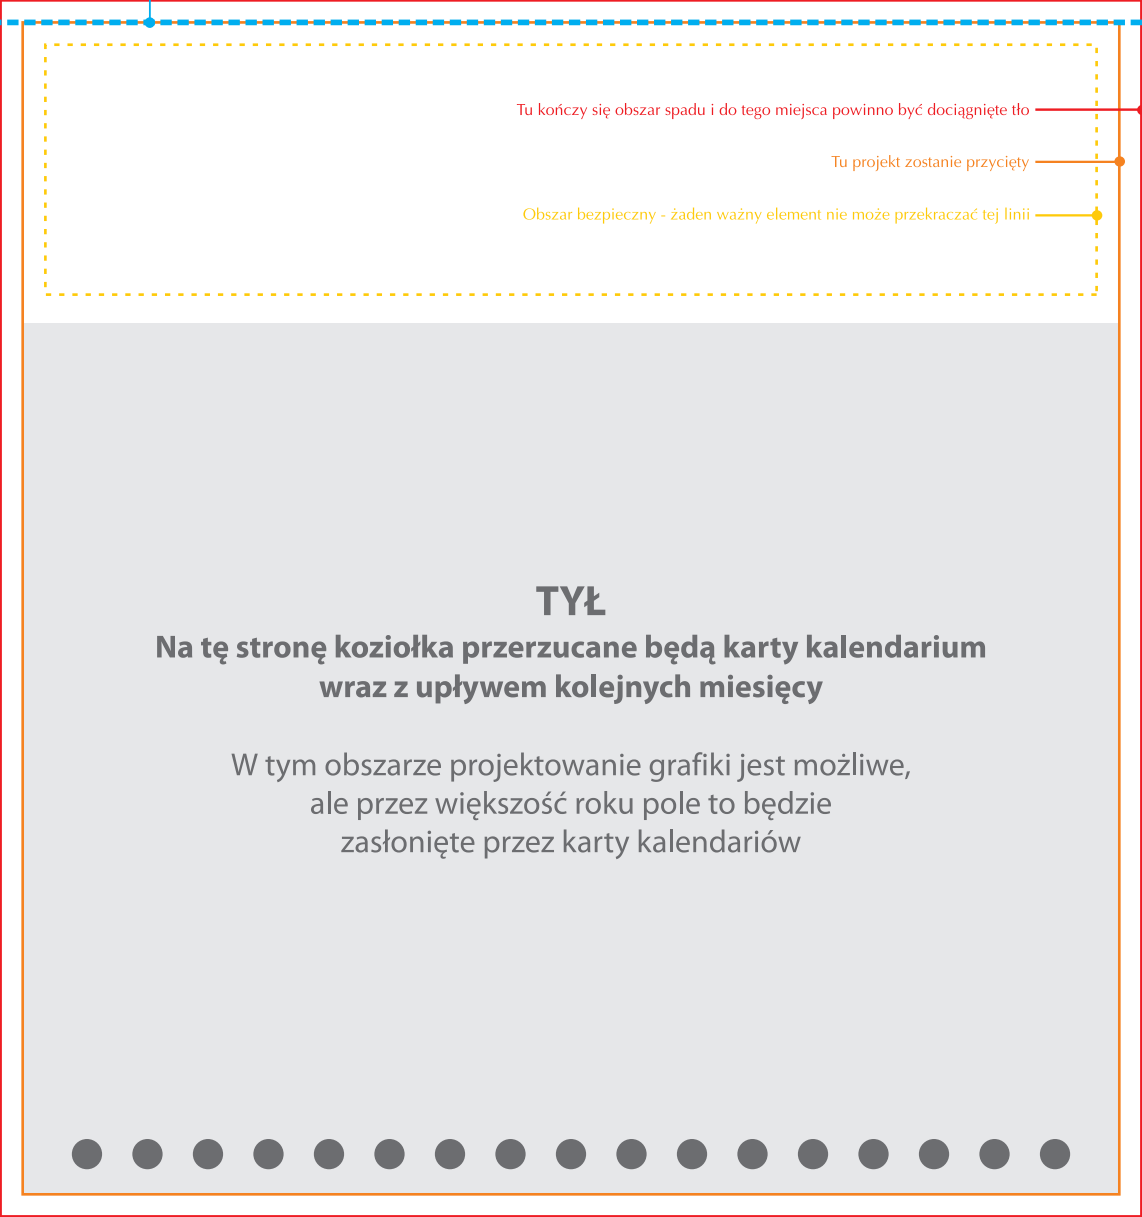 Tu kończy się obszar spadu i do tego miejsca powinno być dociągnięte tło
Tu projekt zostanie przycięty
Obszar bezpieczny - żaden ważny element nie może przekraczać tej linii
TYŁ
Na tę stronę koziołka przerzucane będą karty kalendarium
wraz z upływem kolejnych miesięcy
W tym obszarze projektowanie grafiki jest możliwe,
ale przez większość roku pole to będzie
zasłonięte przez karty kalendariów